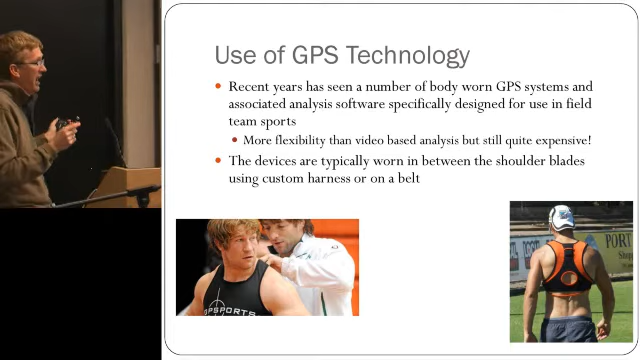 Use of GPS Technology
Recent years has seen a number of body worn GPS systems and
associated analysis software specifically designed for use in field
team sports
More flexibility than video based analysis but still quite expensive!
The devices are typically worn in between the shoulder blades
using custom harness or on a belt
PSPORTS
PORT